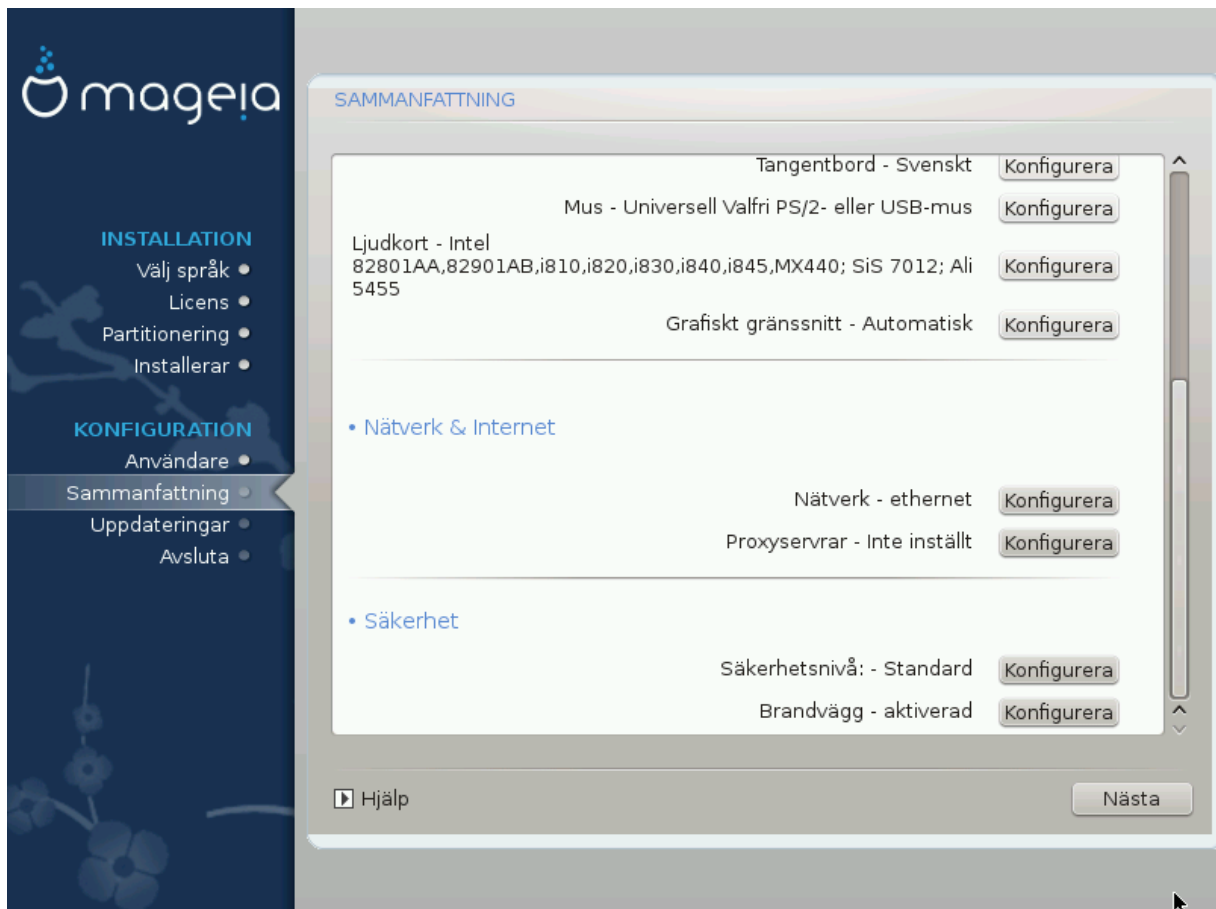 mageia
INSTALLATION
Välj språk
Licens
Partitionering
Installerar
KONFIGURATION
Användare
Sammanfattning
Uppdateringar
Avsluta
SAMMANFATTNING
Tangentbord - Svenskt Konfigurera
Mus - Universell Valfri PS/2- eller USB-mus Konfigurera
Ljudkort - Intel
82801AA,82901AB,i810,i820,i830,i840,i845,MX440; SiS 7012; Ali Konfigurera
5455
Grafiskt gränssnitt - Automatisk Konfigurera
• Nätverk & Internet
Nätverk - ethernet Konfigurera
Proxyservrar - Inte inställt Konfigurera
• Säkerhet
Säkerhetsnivå: - Standard Konfigurera
Brandvägg - aktiverad Konfigurera
Hjälp Nästa